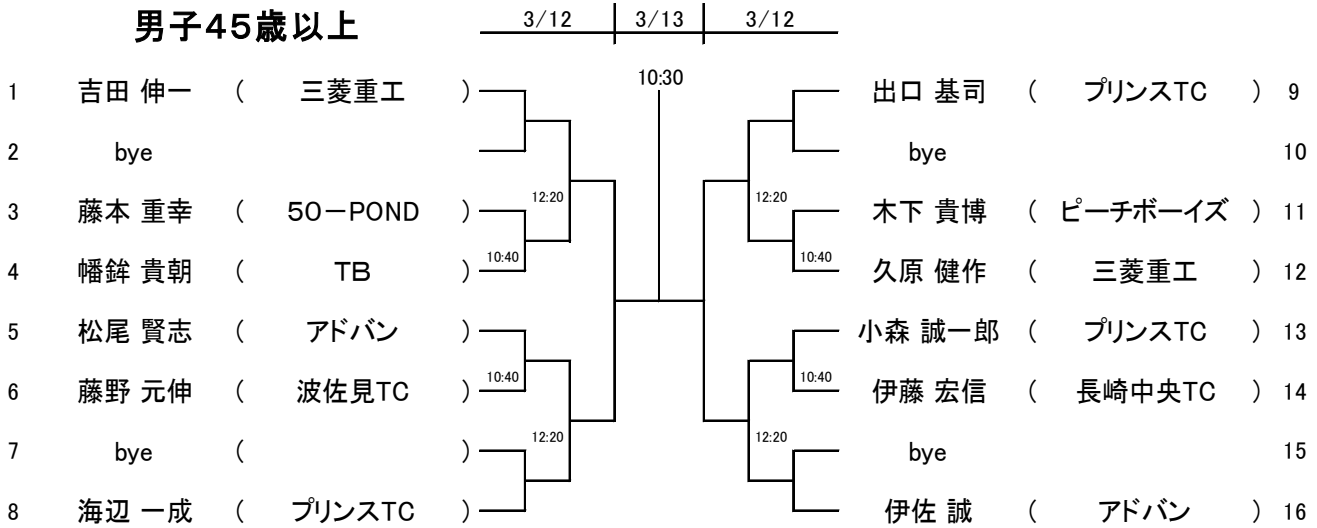 男子45歳以上 3/12 3/13 3/12
10:30
1 吉田 伸一 ( 三菱重工 ) 出口 基司 ( プリンスTC ) 9
2 bye bye 10
12:20 12:20
3 藤本 重幸 ( 50－POND ) 木下 貴博 ( ピーチボーイズ ) 11
10:40 10:40
4 幡鉾 貴朝 ( TB ) 久原 健作 ( 三菱重工 ) 12
5 松尾 賢志 ( アドバン ) 小森 誠一郎 ( プリンスTC ) 13
10:40 10:40
6 藤野 元伸 ( 波佐見TC ) 伊藤 宏信 ( 長崎中央TC ) 14
12:20 12:20
7 bye ( ) bye 15
8 海辺 一成 ( プリンスTC ) 伊佐 誠 ( アドバン ) 16